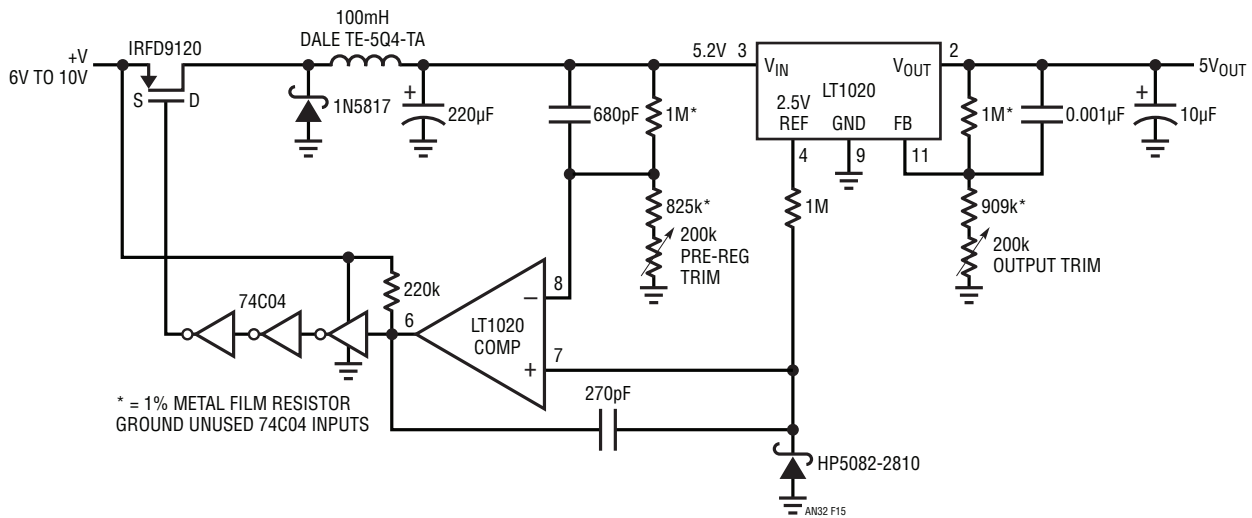 100mH
DALE TE-5Q4-TA
IRFD9120
+V
6V TO 10V
S
D
1N5817
+
220µF
680pF
1M*
5.2V
3
VIN
LT1020
VOUT
2
2.5V
REF
GND
FB
4
9
11
5VOUT
1M*
0.001µF
+
10µF
825k*
200k
PRE-REG
TRIM
1M
909k*
200k
OUTPUT TRIM
74C04
220k
6
LT1020
COMP
–
8
+
7
270pF
* = 1% METAL FILM RESISTOR
GROUND UNUSED 74C04 INPUTS
HP5082-2810
AN32 F15